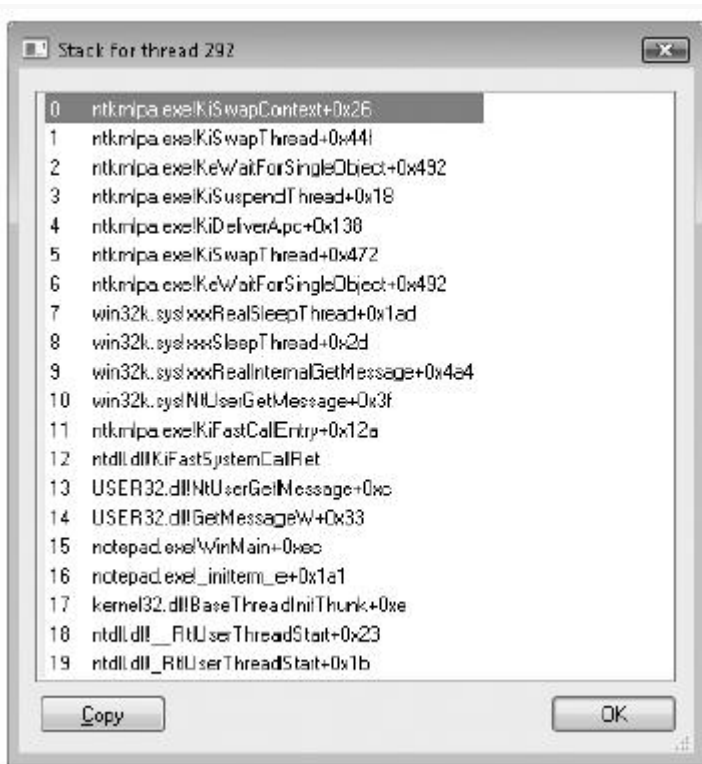 Stack for thread 292
0 ntkrnlpa.exe!KiSwapContext+0x26
1 ntkrnlpa.exe!KiSwapThread+0x44f
2 ntkrnlpa.exe!KeWaitForSingleObject+0x492
3 ntkrnlpa.exe!KiSuspendThread+0x18
4 ntkrnlpa.exe!KiDeliverApc+0x138
5 ntkrnlpa.exe!KiSwapThread+0x472
6 ntkrnlpa.exe!KeWaitForSingleObject+0x492
7 win32k.sys!xxxRealSleepThread+0x1ad
8 win32k.sys!xxxSleepThread+0x2d
9 win32k.sys!xxxRealInternalGetMessage+0x4a4
10 win32k.sys!NtUserGetMessage+0x3f
11 ntkrnlpa.exe!KiFastCallEntry+0x12a
12 ntdll.dll!KiFastSystemCallRet
13 USER32.dll!NtUserGetMessage+0xc
14 USER32.dll!GetMessageW+0x33
15 notepad.exe!WinMain+0xec
16 notepad.exe!_initterm_e+0x1a1
17 kernel32.dll!BaseThreadInitThunk+0xe
18 ntdll.dll!__RtlUserThreadStart+0x23
19 ntdll.dll!_RtlUserThreadStart+0x1b
Copy OK